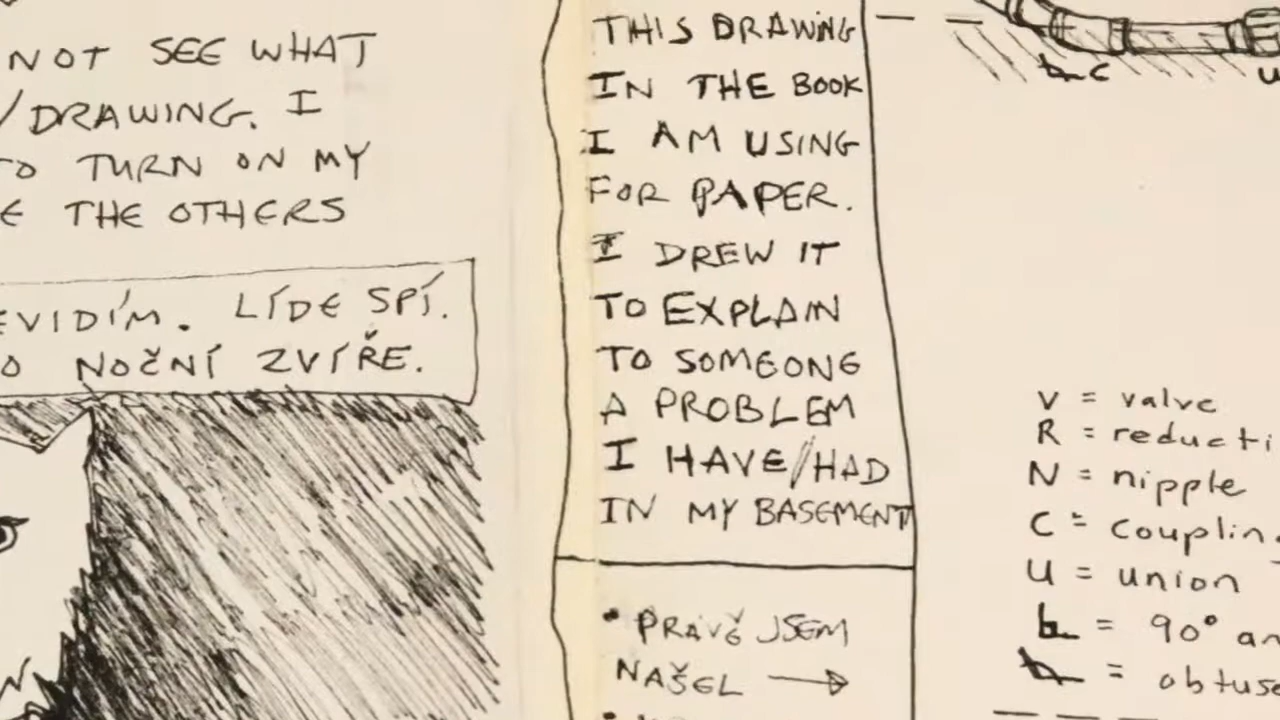 NOT SEE WHAT
/DRAWING. I
TO TURN ON MY
THE OTHERS
EVIDÍM. LÍDE SPÍ.
NOČNÍ ZVÍŘE.
THIS DRAWING
IN THE BOOK
I AM USING
FOR PAPER.
I DREW IT
TO EXPLAIN
TO SOMEONE
A PROBLEM
I HAVE/HAD
IN MY BASEMENT
• PRÁVĚ JSEM
NAŠEL →
C
U
V = valve
R = reducti
N = nipple
C = couplin
U = union
= 90° an
= obtuse